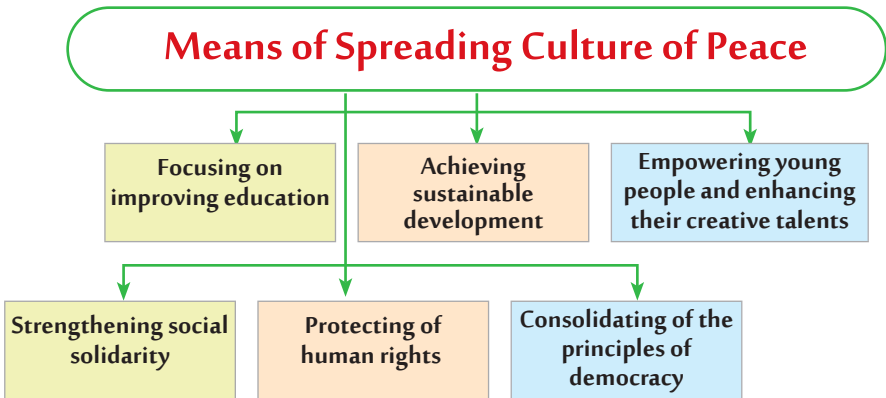 Means of Spreading Culture of Peace
Focusing on
improving education
Achieving
sustainable
development
Empowering young
people and enhancing
their creative talents
Strengthening social
solidarity
Protecting of
human rights
Consolidating of the
principles of
democracy